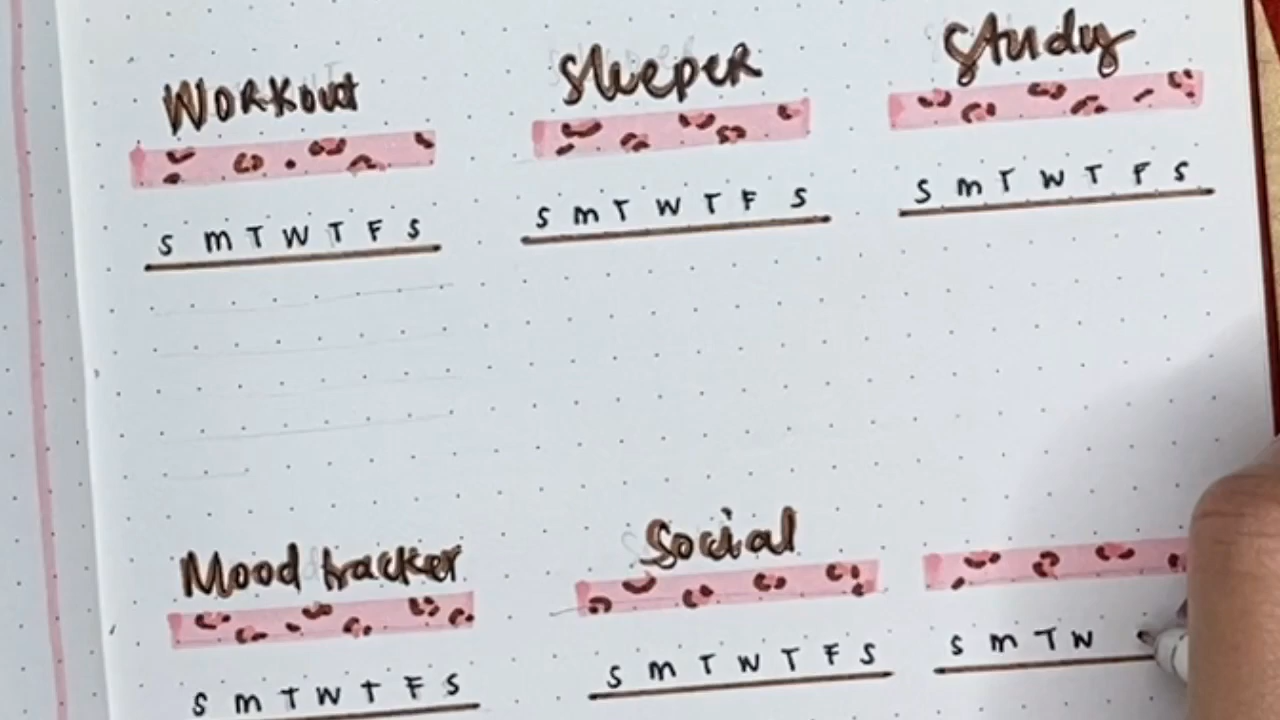 Workout
Sleeper
Study
S M T W T F S
S M T W T F S
S M T W T F S
Mood tracker
Social
S M T W T F S
S M T W T F S
S M T W